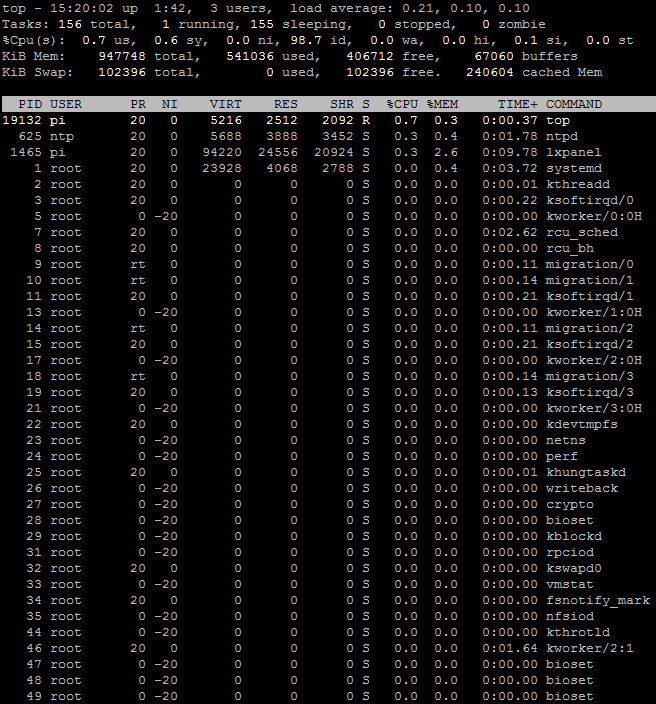 top - 15:20:02 up  1:42,  3 users,  load average: 0.21, 0.10, 0.10
Tasks: 156 total,   1 running, 155 sleeping,   0 stopped,   0 zombie
%Cpu(s):  0.7 us,  0.6 sy,  0.0 ni, 98.7 id,  0.0 wa,  0.0 hi,  0.1 si,  0.0 st
KiB Mem:    947748 total,   541036 used,   406712 free,    67060 buffers
KiB Swap:   102396 total,        0 used,   102396 free.   240604 cached Mem
  PID USER      PR  NI    VIRT    RES    SHR S  %CPU %MEM     TIME+ COMMAND
19132 pi        20   0    5216   2512   2092 R   0.7  0.3   0:00.37 top
  625 ntp       20   0    5688   3888   3452 S   0.3  0.4   0:01.78 ntpd
 1465 pi        20   0   94220  24556  20924 S   0.3  2.6   0:09.78 lxpanel
    1 root      20   0   23928   4068   2788 S   0.0  0.4   0:03.72 systemd
    2 root      20   0       0      0      0 S   0.0  0.0   0:00.01 kthreadd
    3 root      20   0       0      0      0 S   0.0  0.0   0:00.22 ksoftirqd/0
    5 root       0 -20       0      0      0 S   0.0  0.0   0:00.00 kworker/0:0H
    7 root      20   0       0      0      0 S   0.0  0.0   0:02.62 rcu_sched
    8 root      20   0       0      0      0 S   0.0  0.0   0:00.00 rcu_bh
    9 root      rt   0       0      0      0 S   0.0  0.0   0:00.11 migration/0
   10 root      rt   0       0      0      0 S   0.0  0.0   0:00.14 migration/1
   11 root      20   0       0      0      0 S   0.0  0.0   0:00.21 ksoftirqd/1
   13 root       0 -20       0      0      0 S   0.0  0.0   0:00.00 kworker/1:0H
   14 root      rt   0       0      0      0 S   0.0  0.0   0:00.11 migration/2
   15 root      20   0       0      0      0 S   0.0  0.0   0:00.21 ksoftirqd/2
   17 root       0 -20       0      0      0 S   0.0  0.0   0:00.00 kworker/2:0H
   18 root      rt   0       0      0      0 S   0.0  0.0   0:00.14 migration/3
   19 root      20   0       0      0      0 S   0.0  0.0   0:00.13 ksoftirqd/3
   21 root       0 -20       0      0      0 S   0.0  0.0   0:00.00 kworker/3:0H
   22 root      20   0       0      0      0 S   0.0  0.0   0:00.00 kdevtmpfs
   23 root       0 -20       0      0      0 S   0.0  0.0   0:00.00 netns
   24 root       0 -20       0      0      0 S   0.0  0.0   0:00.00 perf
   25 root      20   0       0      0      0 S   0.0  0.0   0:00.01 khungtaskd
   26 root       0 -20       0      0      0 S   0.0  0.0   0:00.00 writeback
   27 root       0 -20       0      0      0 S   0.0  0.0   0:00.00 crypto
   28 root       0 -20       0      0      0 S   0.0  0.0   0:00.00 bioset
   29 root       0 -20       0      0      0 S   0.0  0.0   0:00.00 kblockd
   31 root       0 -20       0      0      0 S   0.0  0.0   0:00.00 rpciod
   32 root      20   0       0      0      0 S   0.0  0.0   0:00.00 kswapd0
   33 root       0 -20       0      0      0 S   0.0  0.0   0:00.00 vmstat
   34 root      20   0       0      0      0 S   0.0  0.0   0:00.00 fsnotify_mark
   35 root       0 -20       0      0      0 S   0.0  0.0   0:00.00 nfsiod
   44 root       0 -20       0      0      0 S   0.0  0.0   0:00.00 kthrotld
   46 root      20   0       0      0      0 S   0.0  0.0   0:01.64 kworker/2:1
   47 root       0 -20       0      0      0 S   0.0  0.0   0:00.00 bioset
   48 root       0 -20       0      0      0 S   0.0  0.0   0:00.00 bioset
   49 root       0 -20       0      0      0 S   0.0  0.0   0:00.00 bioset